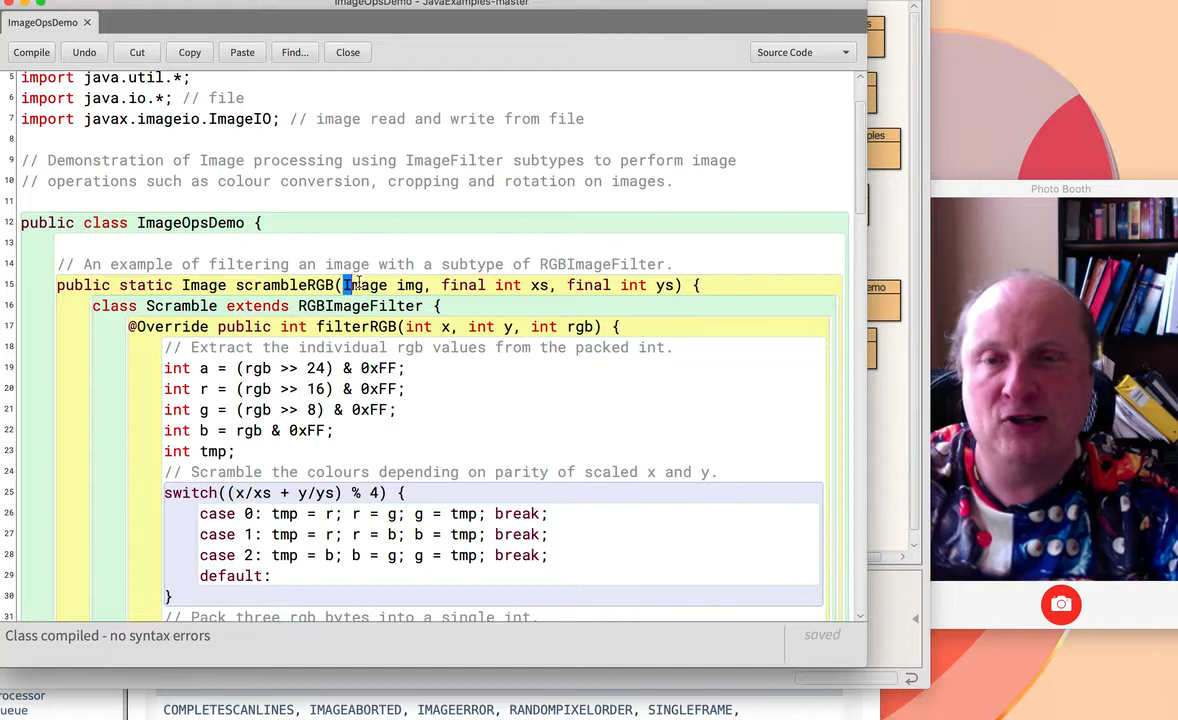 ImageOpsDemo - JavaExamples-master
ImageOpsDemo ×
Compile Undo Cut Copy Paste Find... Close Source Code
5 import java.util.*;
6 import java.io.*; // file
7 import javax.imageio.ImageIO; // image read and write from file
8
9 // Demonstration of Image processing using ImageFilter subtypes to perform image
10 // operations such as colour conversion, cropping and rotation on images.
11
12 public class ImageOpsDemo {
13
14 // An example of filtering an image with a subtype of RGBImageFilter.
15 public static Image scrambleRGB(Image img, final int xs, final int ys) {
16 class Scramble extends RGBImageFilter {
17 @Override public int filterRGB(int x, int y, int rgb) {
18 // Extract the individual rgb values from the packed int.
19 int a = (rgb >> 24) & 0xFF;
20 int r = (rgb >> 16) & 0xFF;
21 int g = (rgb >> 8) & 0xFF;
22 int b = rgb & 0xFF;
23 int tmp;
24 // Scramble the colours depending on parity of scaled x and y.
25 switch((x/xs + y/ys) % 4) {
26 case 0: tmp = r; r = g; g = tmp; break;
27 case 1: tmp = r; r = b; b = tmp; break;
28 case 2: tmp = b; b = g; g = tmp; break;
29 default:
30 }
31 // Pack three rgb bytes into a single int.
Class compiled - no syntax errors
saved
Photo Booth
COMPLETESCANLINES, IMAGEABORTED, IMAGEERROR, RANDOMPIXELORDER, SINGLEFRAME,